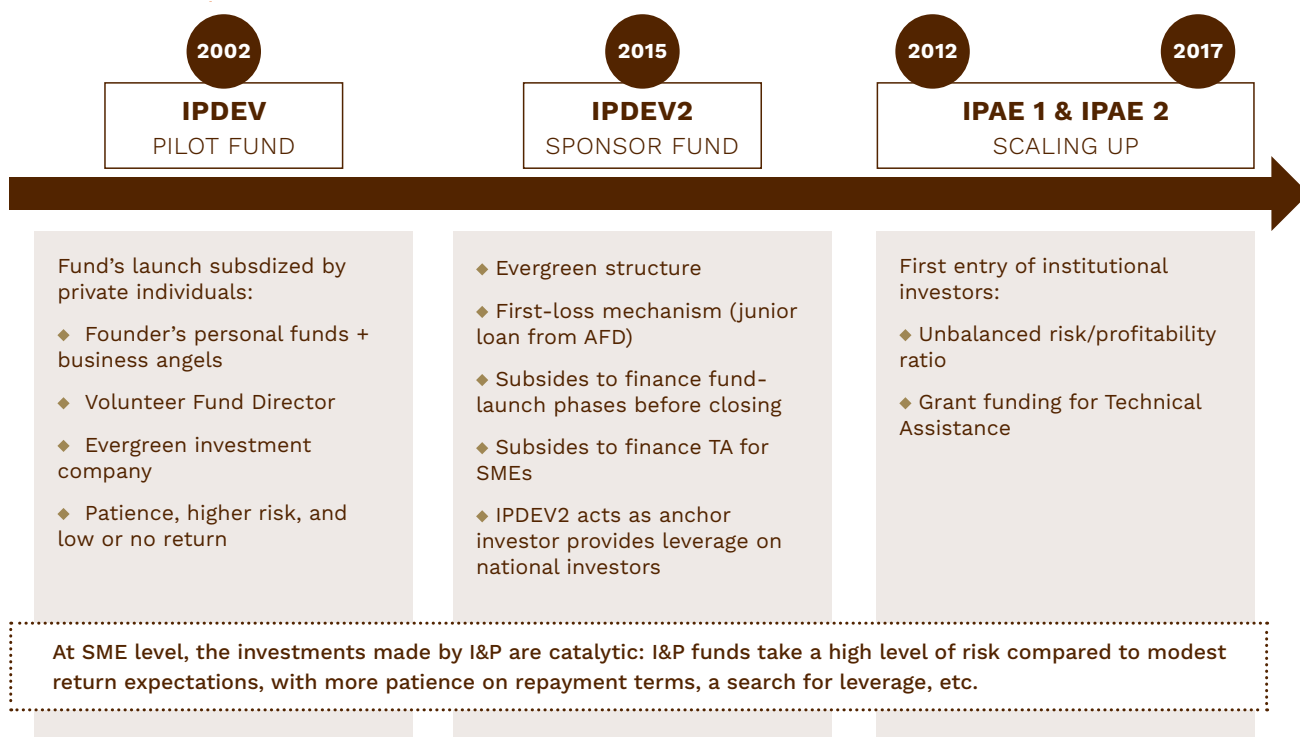 2002
IPDEV
PILOT FUND
2015
IPDEV2
SPONSOR FUND
2012
2017
IPAE 1 & IPAE 2
SCALING UP
Fund's launch subsdized by
private individuals:
◆ Founder's personal funds +
business angels
◆ Volunteer Fund Director
◆ Evergreen investment
company
◆ Patience, higher risk, and
low or no return
◆ Evergreen structure
◆ First-loss mechanism (junior
loan from AFD)
◆ Subsides to finance fund-
launch phases before closing
◆ Subsides to finance TA for
SMEs
◆ IPDEV2 acts as anchor
investor provides leverage on
national investors
First entry of institutional
investors:
◆ Unbalanced risk/profitability
ratio
◆ Grant funding for Technical
Assistance
At SME level, the investments made by I&P are catalytic: I&P funds take a high level of risk compared to modest
return expectations, with more patience on repayment terms, a search for leverage, etc.